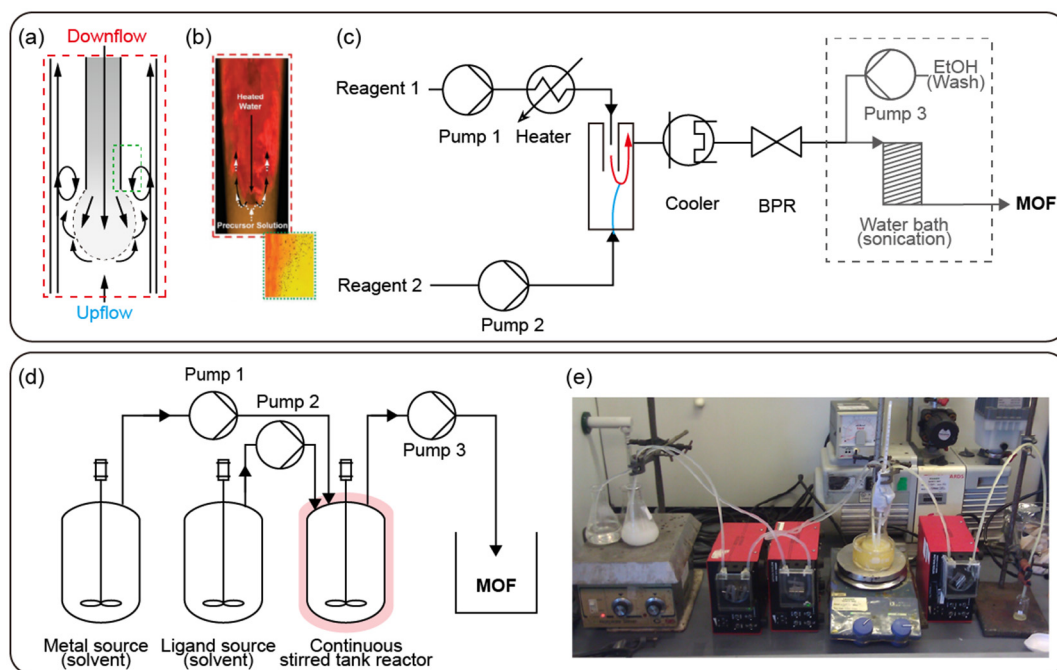 (a)
Downflow
Upflow
(b)
Heated
Water
Precursor Solution
(c)
Reagent 1
Pump 1
Heater
Reagent 2
Pump 2
Cooler
BPR
EtOH
(Wash)
Pump 3
Water bath
(sonication)
MOF
(d)
Pump 1
Pump 2
Pump 3
Metal source
(solvent)
Ligand source
(solvent)
Continuous
stirred tank reactor
MOF
(e)